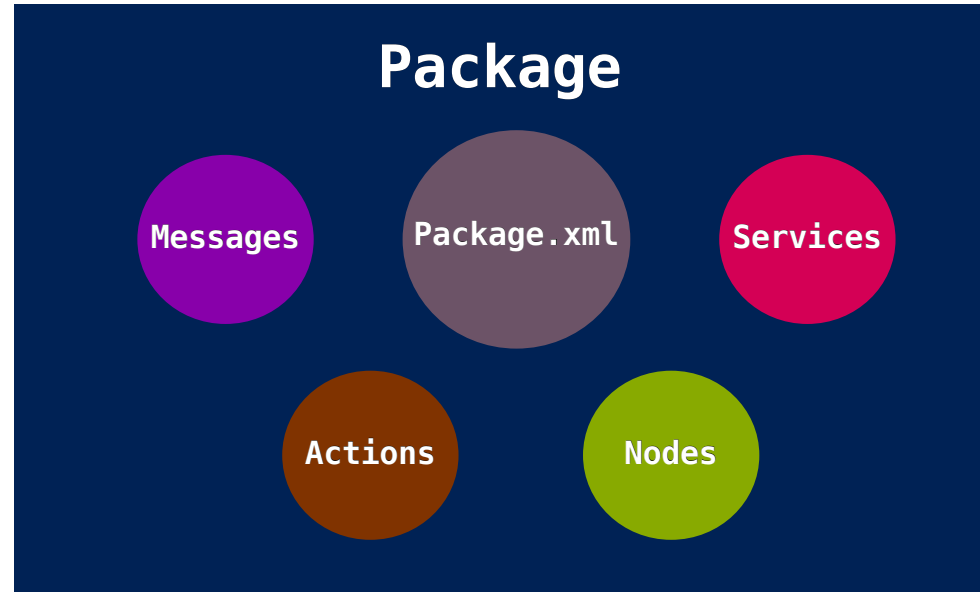 Package
Messages
Package.xml
Services
Actions
Nodes